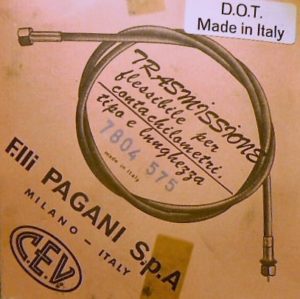 D.O.T.
Made in Italy
TRASMISSIONE
flessibile per
contachilometri.
tipo e lunghezza
7804 575
made in Italy
F.lli PAGANI S.p.A
MILANO - ITALY
C.E.V.